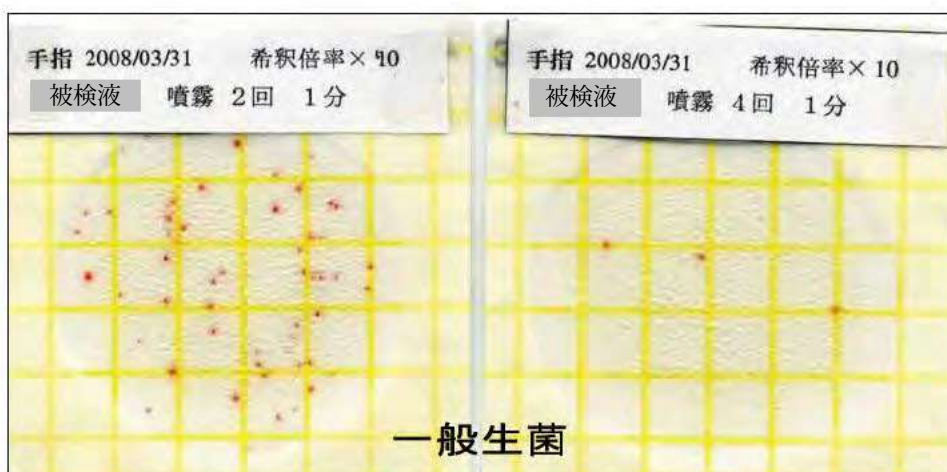 手指 2008/03/31 希釈倍率×10
被検液 噴霧 2回 1分
手指 2008/03/31 希釈倍率×10
被検液 噴霧 4回 1分
一般生菌